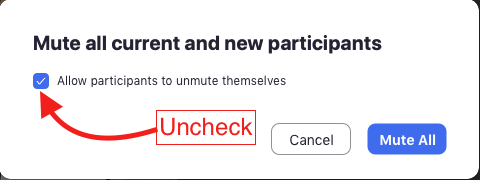 Mute all current and new participants
Allow participants to unmute themselves
Uncheck
Cancel
Mute All